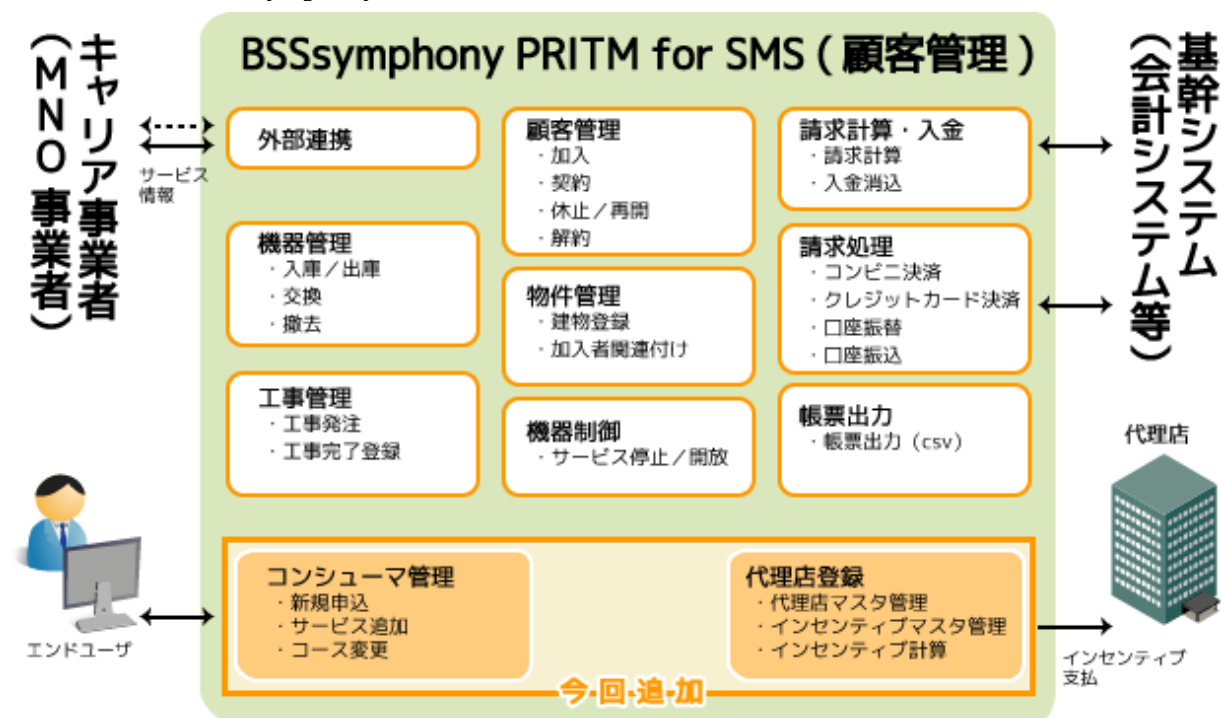 BSSsymphony PRITM for SMS ( 顧客管理 )
キャリア事業者
（MNO事業者）
サービス
情報
外部連携
機器管理
・入庫／出庫
・交換
・撤去
工事管理
・工事発注
・工事完了登録
顧客管理
・加入
・契約
・休止／再開
・解約
物件管理
・建物登録
・加入者関連付け
機器制御
・サービス停止／開放
請求計算・入金
・請求計算
・入金消込
請求処理
・コンビニ決済
・クレジットカード決済
・口座振替
・口座振込
帳票出力
・帳票出力（csv）
基幹システム
（会計システム等）
代理店
エンドユーザ
コンシューマ管理
・新規申込
・サービス追加
・コース変更
代理店登録
・代理店マスタ管理
・インセンティブマスタ管理
・インセンティブ計算
インセンティブ
支払
今回追加